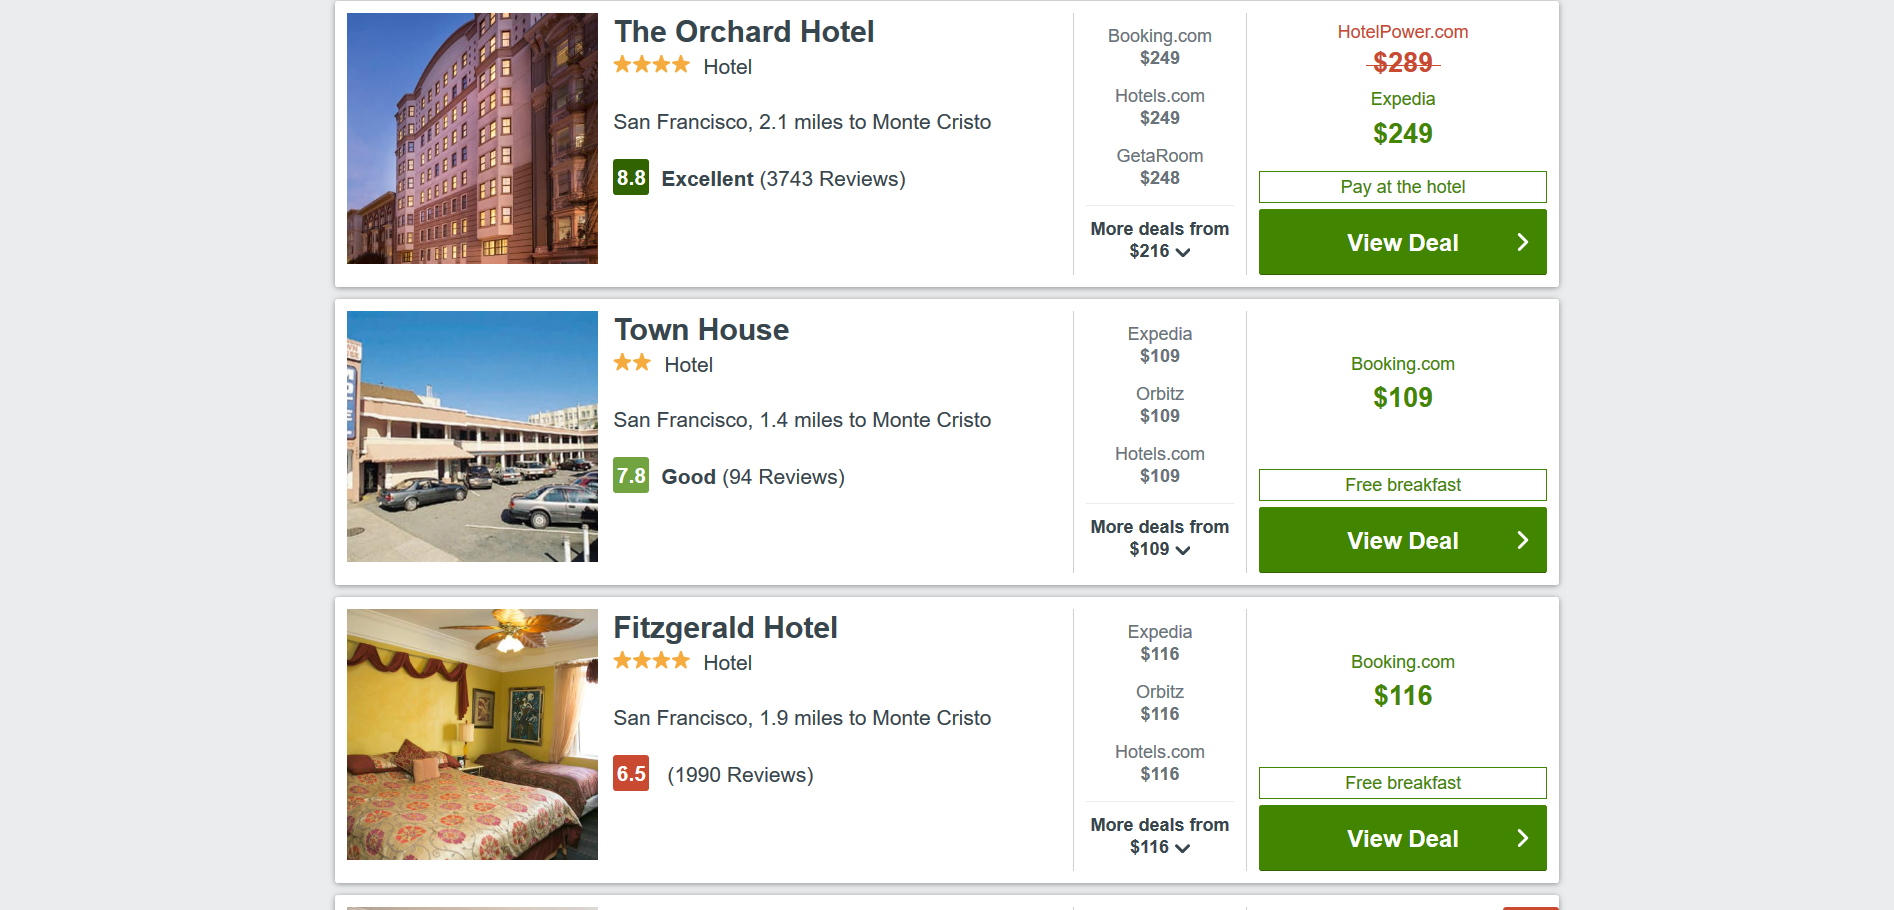 The Orchard Hotel
Hotel
San Francisco, 2.1 miles to Monte Cristo
8.8 Excellent (3743 Reviews)
Booking.com
$249
Hotels.com
$249
GetaRoom
$248
More deals from
$216
HotelPower.com
$289
Expedia
$249
Pay at the hotel
View Deal
Town House
Hotel
San Francisco, 1.4 miles to Monte Cristo
7.8 Good (94 Reviews)
Expedia
$109
Orbitz
$109
Hotels.com
$109
More deals from
$109
Booking.com
$109
Free breakfast
View Deal
Fitzgerald Hotel
Hotel
San Francisco, 1.9 miles to Monte Cristo
6.5 (1990 Reviews)
Expedia
$116
Orbitz
$116
Hotels.com
$116
More deals from
$116
Booking.com
$116
Free breakfast
View Deal